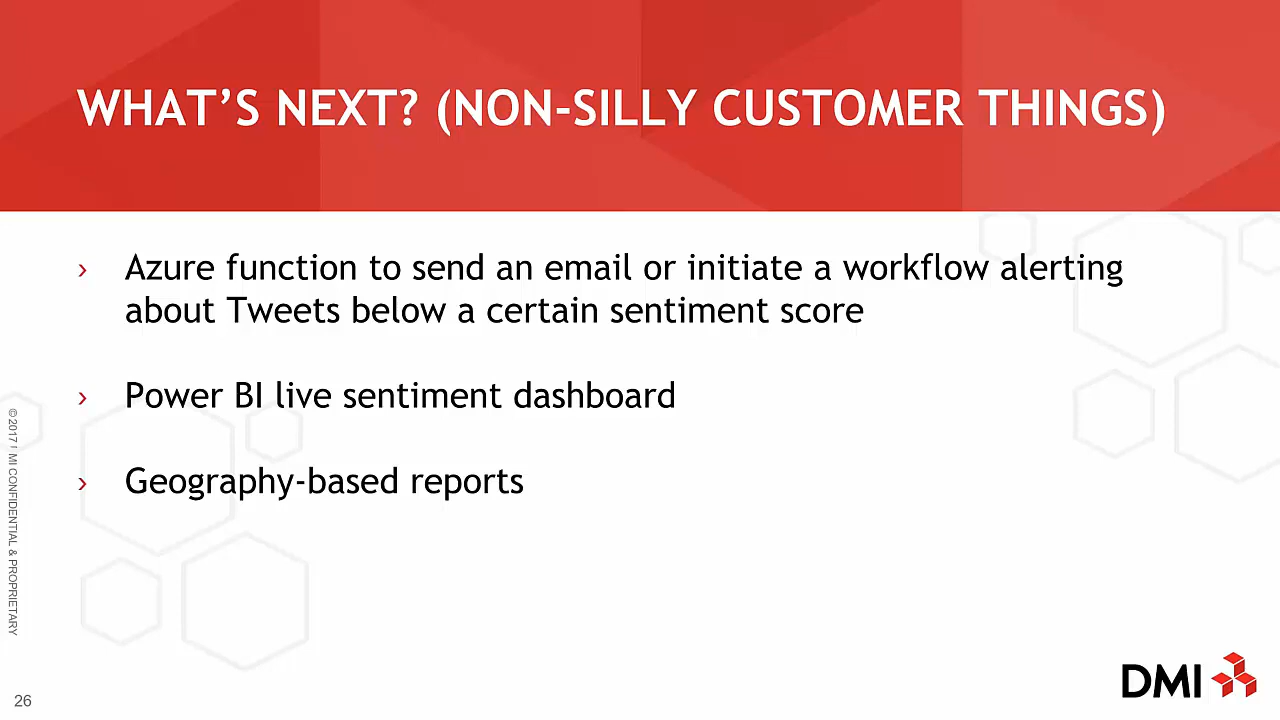 WHAT’S NEXT? (NON-SILLY CUSTOMER THINGS)
› Azure function to send an email or initiate a workflow alerting
about Tweets below a certain sentiment score
› Power BI live sentiment dashboard
› Geography-based reports
©2017 MI CONFIDENTIAL & PROPRIETARY
26
DMI